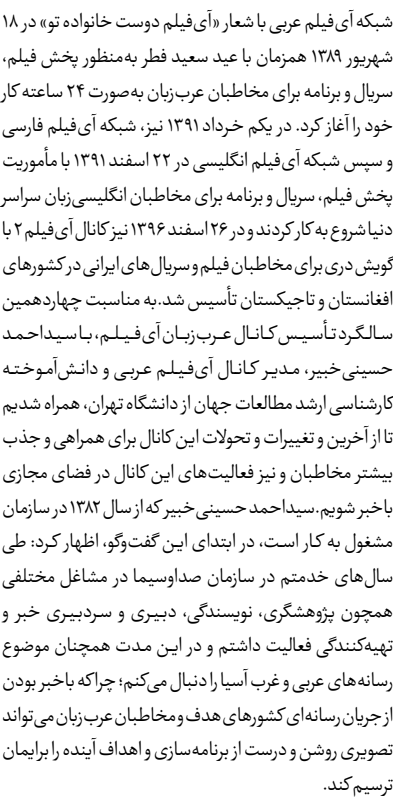 شبکه آی‌فیلم عربی با شعار «آی‌فیلم دوست خانواده تو» در ۱۸
شهریور ۱۳۸۹ همزمان با عید سعید فطر به‌منظور پخش فیلم،
سریال و برنامه برای مخاطبان عرب‌زبان به‌صورت ۲۴ ساعته کار
خود را آغاز کرد. در یکم خرداد ۱۳۹۱ نیز، شبکه آی‌فیلم فارسی
و سپس شبکه آی‌فیلم انگلیسی در ۲۲ اسفند ۱۳۹۱ با مأموریت
پخش فیلم، سریال و برنامه برای مخاطبان انگلیسی‌زبان سراسر
دنیا شروع به کار کردند و در ۲۶ اسفند ۱۳۹۶ نیز کانال آی‌فیلم ۲ با
گویش دری برای مخاطبان فیلم و سریال‌های ایرانی در کشورهای
افغانستان و تاجیکستان تأسیس شد.به مناسبت چهاردهمین
سالگرد تأسیس کانال عرب‌زبان آی‌فیلم، با سیداحمد
حسینی‌خبیر، مدیر کانال آی‌فیلم عربی و دانش‌آموخته
کارشناسی ارشد مطالعات جهان از دانشگاه تهران، همراه شدیم
تا از آخرین و تغییرات و تحولات این کانال برای همراهی و جذب
بیشتر مخاطبان و نیز فعالیت‌های این کانال در فضای مجازی
باخبر شویم.سیداحمد حسینی‌خبیر که از سال ۱۳۸۲ در سازمان
مشغول به کار است، در ابتدای این گفت‌وگو، اظهار کرد: طی
سال‌های خدمتم در سازمان صداوسیما در مشاغل مختلفی
همچون پژوهشگری، نویسندگی، دبیری و سردبیری خبر و
تهیه‌کنندگی فعالیت داشتم و در این مدت همچنان موضوع
رسانه‌های عربی و غرب آسیا را دنبال می‌کنم؛ چراکه باخبر بودن
از جریان رسانه‌ای کشورهای هدف و مخاطبان عرب‌زبان می‌تواند
تصویری روشن و درست از برنامه‌سازی و اهداف آینده را برایمان
ترسیم کند.